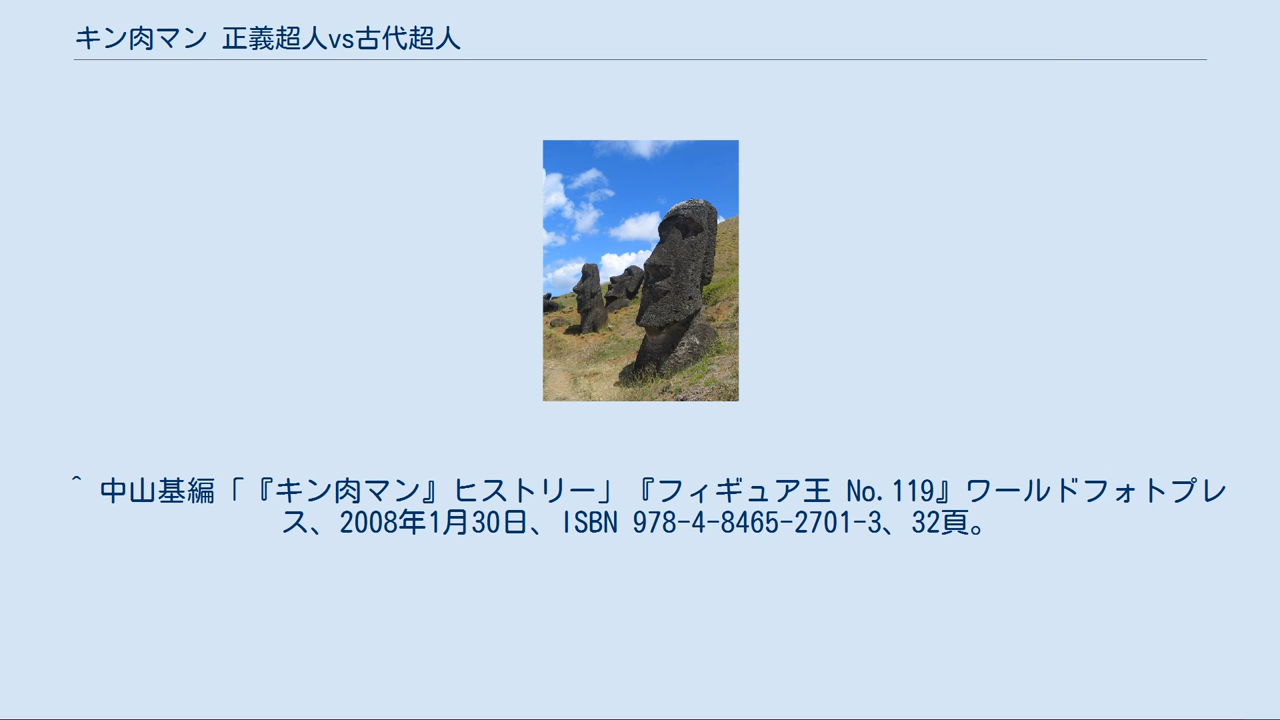 キン肉マン 正義超人vs古代超人
^ 中山基編「『キン肉マン』ヒストリー」『フィギュア王 No.119』ワールドフォトプレ
ス、2008年1月30日、ISBN 978-4-8465-2701-3、32頁。